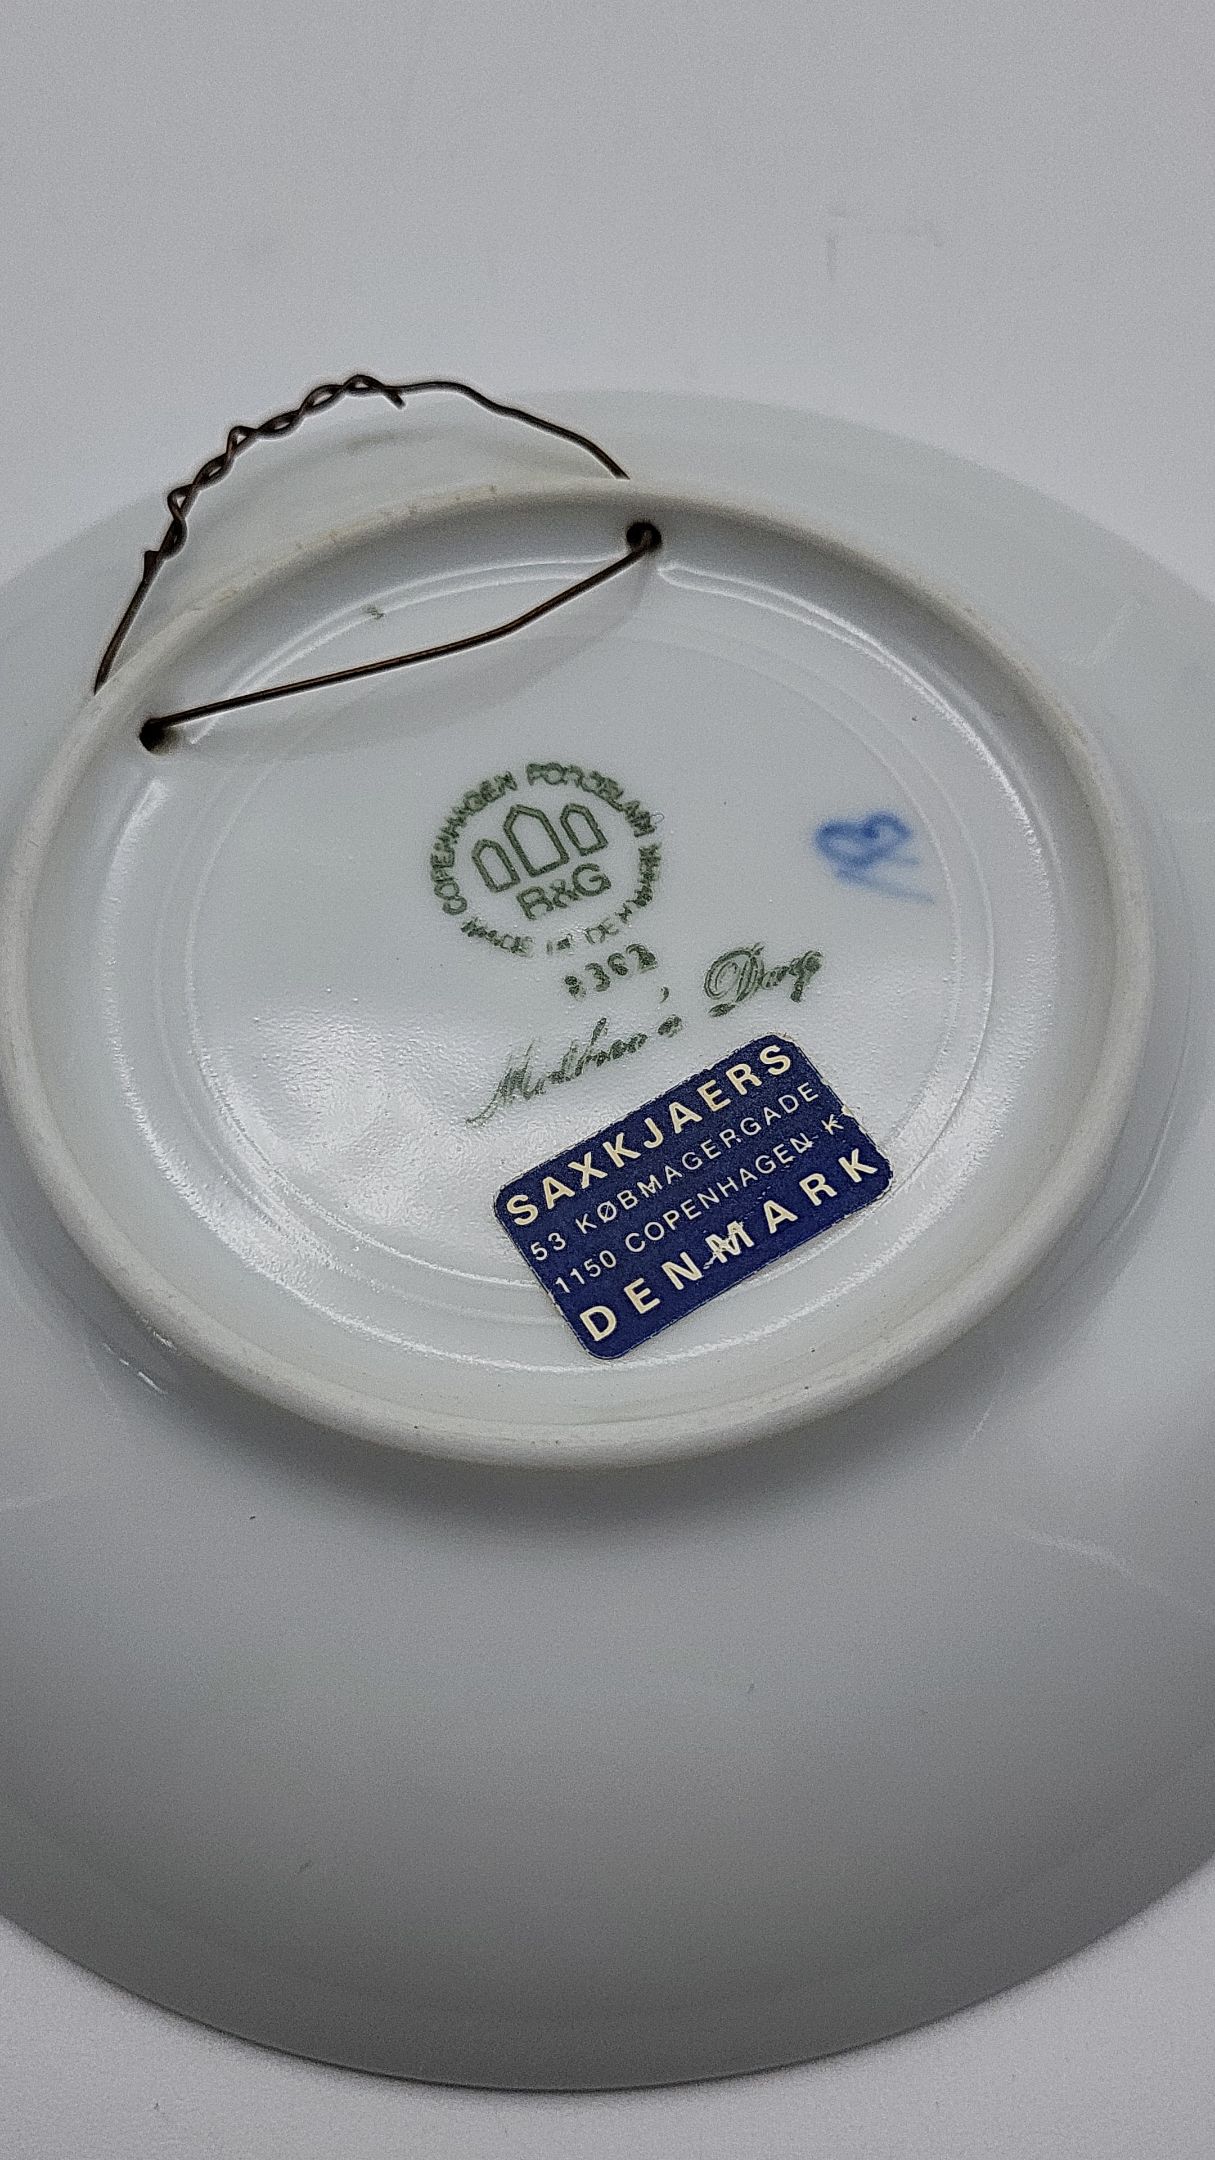 COPENHAGEN PORCELAIN
B&G
MADE IN DENMARK
Mother's Day
SAXKJAERS
53 KØBMAGERGADE
1150 COPENHAGEN K
DENMARK